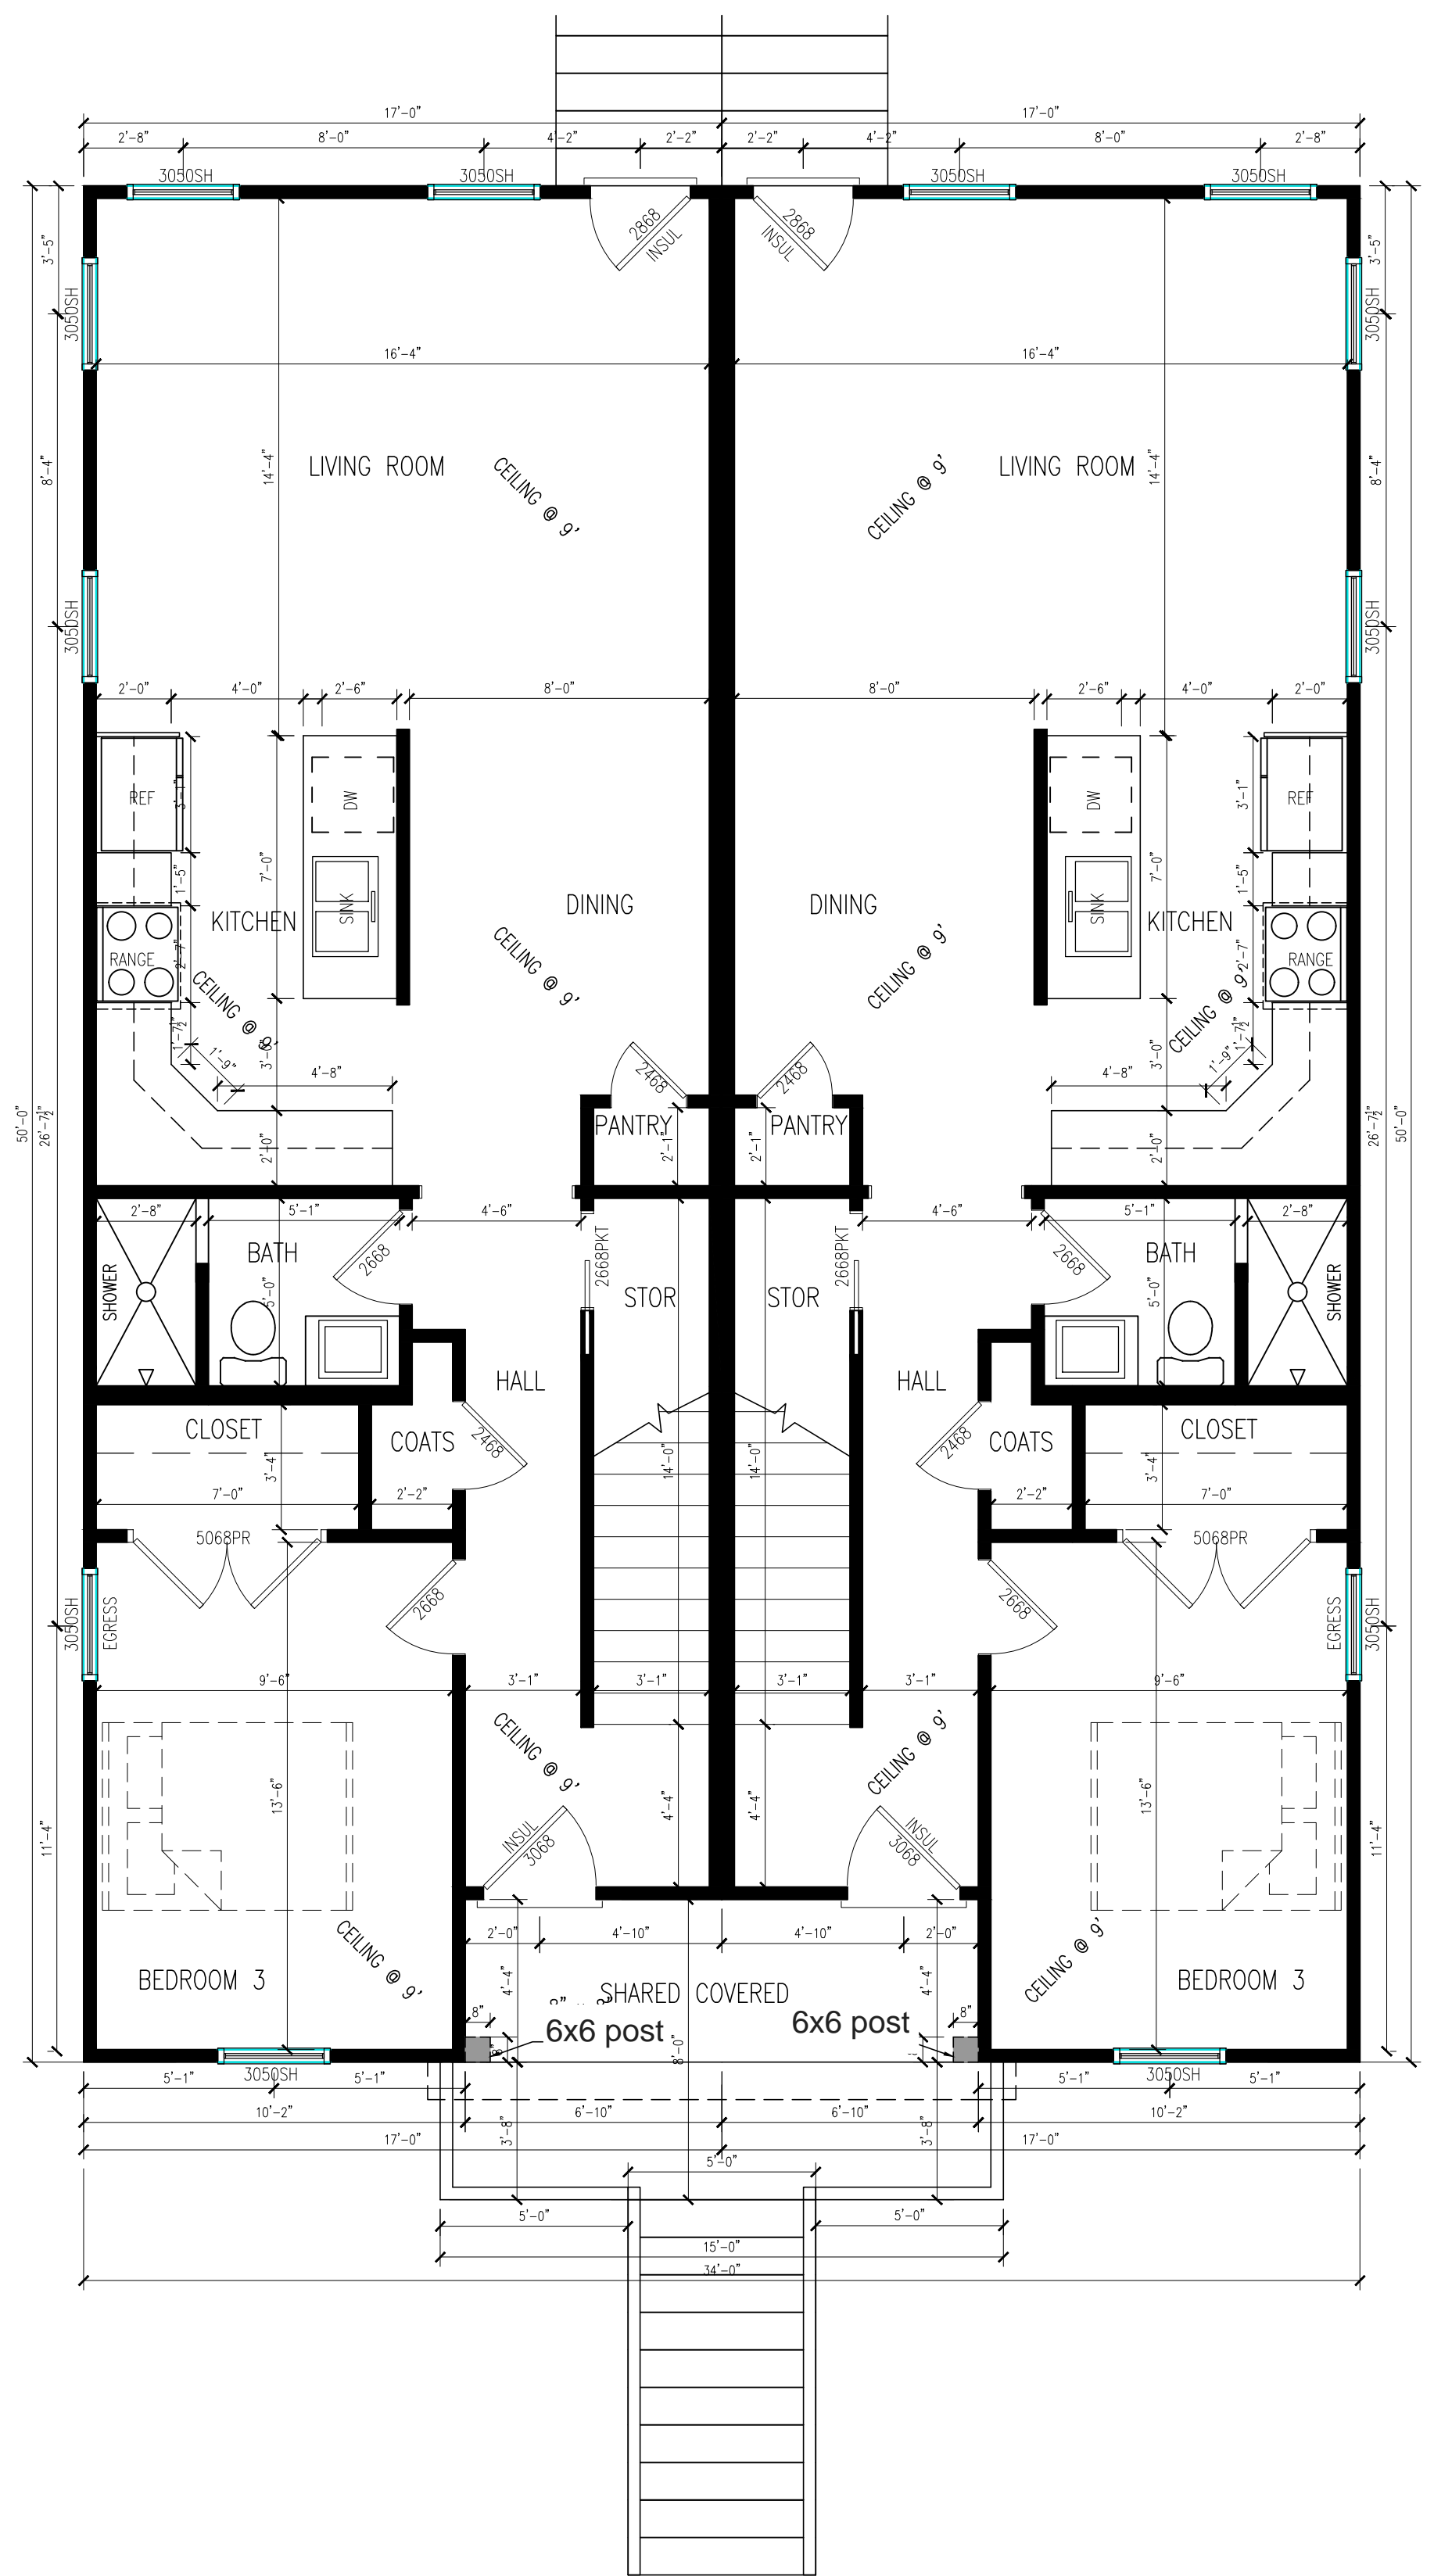 17'-0" 17'-0"
2'-8" 8'-0" 4'-2" 2'-2" 2'-2" 4'-2" 8'-0" 2'-8"
3050SH 3050SH 3050SH 3050SH
2868 INSUL 2868 INSUL
3'-5" 3'-5"
3050SH 3050SH
16'-4" 16'-4"
8'-4" 14'-4" LIVING ROOM CEILING @ 9' CEILING @ 9' LIVING ROOM 14'-4" 8'-4"
3050SH 3050SH
2'-0" 4'-0" 2'-6" 8'-0" 8'-0" 2'-6" 4'-0" 2'-0"
REF 3'-1" DW DW 3'-1" REF
1'-5" 7'-0" 7'-0" 1'-5"
KITCHEN SINK DINING DINING SINK KITCHEN
RANGE 2'-7" CEILING @ 9' CEILING @ 9' CEILING @ 9' CEILING @ 9' 2'-7" RANGE
1'-7½" 1'-9" 3'-0" 3'-0" 1'-9" 1'-7½"
4'-8" 2468 2468 4'-8"
50'-0" 26'-7½" PANTRY PANTRY 26'-7½" 50'-0"
2'-0" 2'-1" 2'-1" 2'-0"
2'-8" 5'-1" 4'-6" 4'-6" 5'-1" 2'-8"
BATH 2668 2668PKT 2668PKT 2668 BATH
SHOWER 5'-0" STOR STOR 5'-0" SHOWER
HALL HALL
CLOSET COATS 2468 2468 COATS CLOSET
3'-4" 14'-0" 14'-0" 3'-4"
7'-0" 2'-2" 2'-2" 7'-0"
5068PR 5068PR
3050SH EGRESS 2668 2668 EGRESS 3050SH
9'-6" 3'-1" 3'-1" 3'-1" 3'-1" 9'-6"
CEILING @ 9' CEILING @ 9'
13'-6" 4'-4" 4'-4" 13'-6"
11'-4" INSUL 3068 INSUL 3068 11'-4"
2'-0" 4'-10" 4'-10" 2'-0"
CEILING @ 9' CEILING @ 9'
BEDROOM 3 4'-4" SHARED COVERED 4'-4" BEDROOM 3
8" 8"
6x6 post 6x6 post
8'-0"
3050SH 3050SH
5'-1" 5'-1" 5'-1" 5'-1"
10'-2" 6'-10" 6'-10" 10'-2"
3'-8" 3'-8"
17'-0" 17'-0"
5'-0"
5'-0" 5'-0"
15'-0"
34'-0"